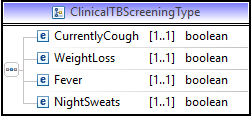 ClinicalTBScreeningType
e CurrentlyCough [1..1] boolean
e WeightLoss [1..1] boolean
e Fever [1..1] boolean
e NightSweats [1..1] boolean